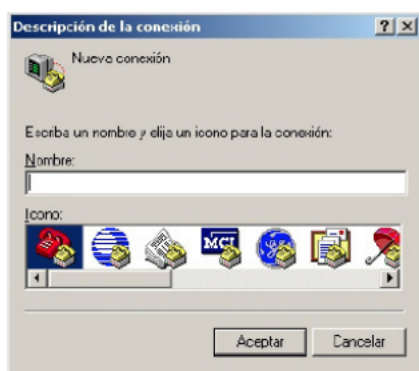 Descripción de la conexión
Nueva conexión
Escriba un nombre y elija un icono para la conexión:
Nombre:
Icono:
MCI
Aceptar
Cancelar